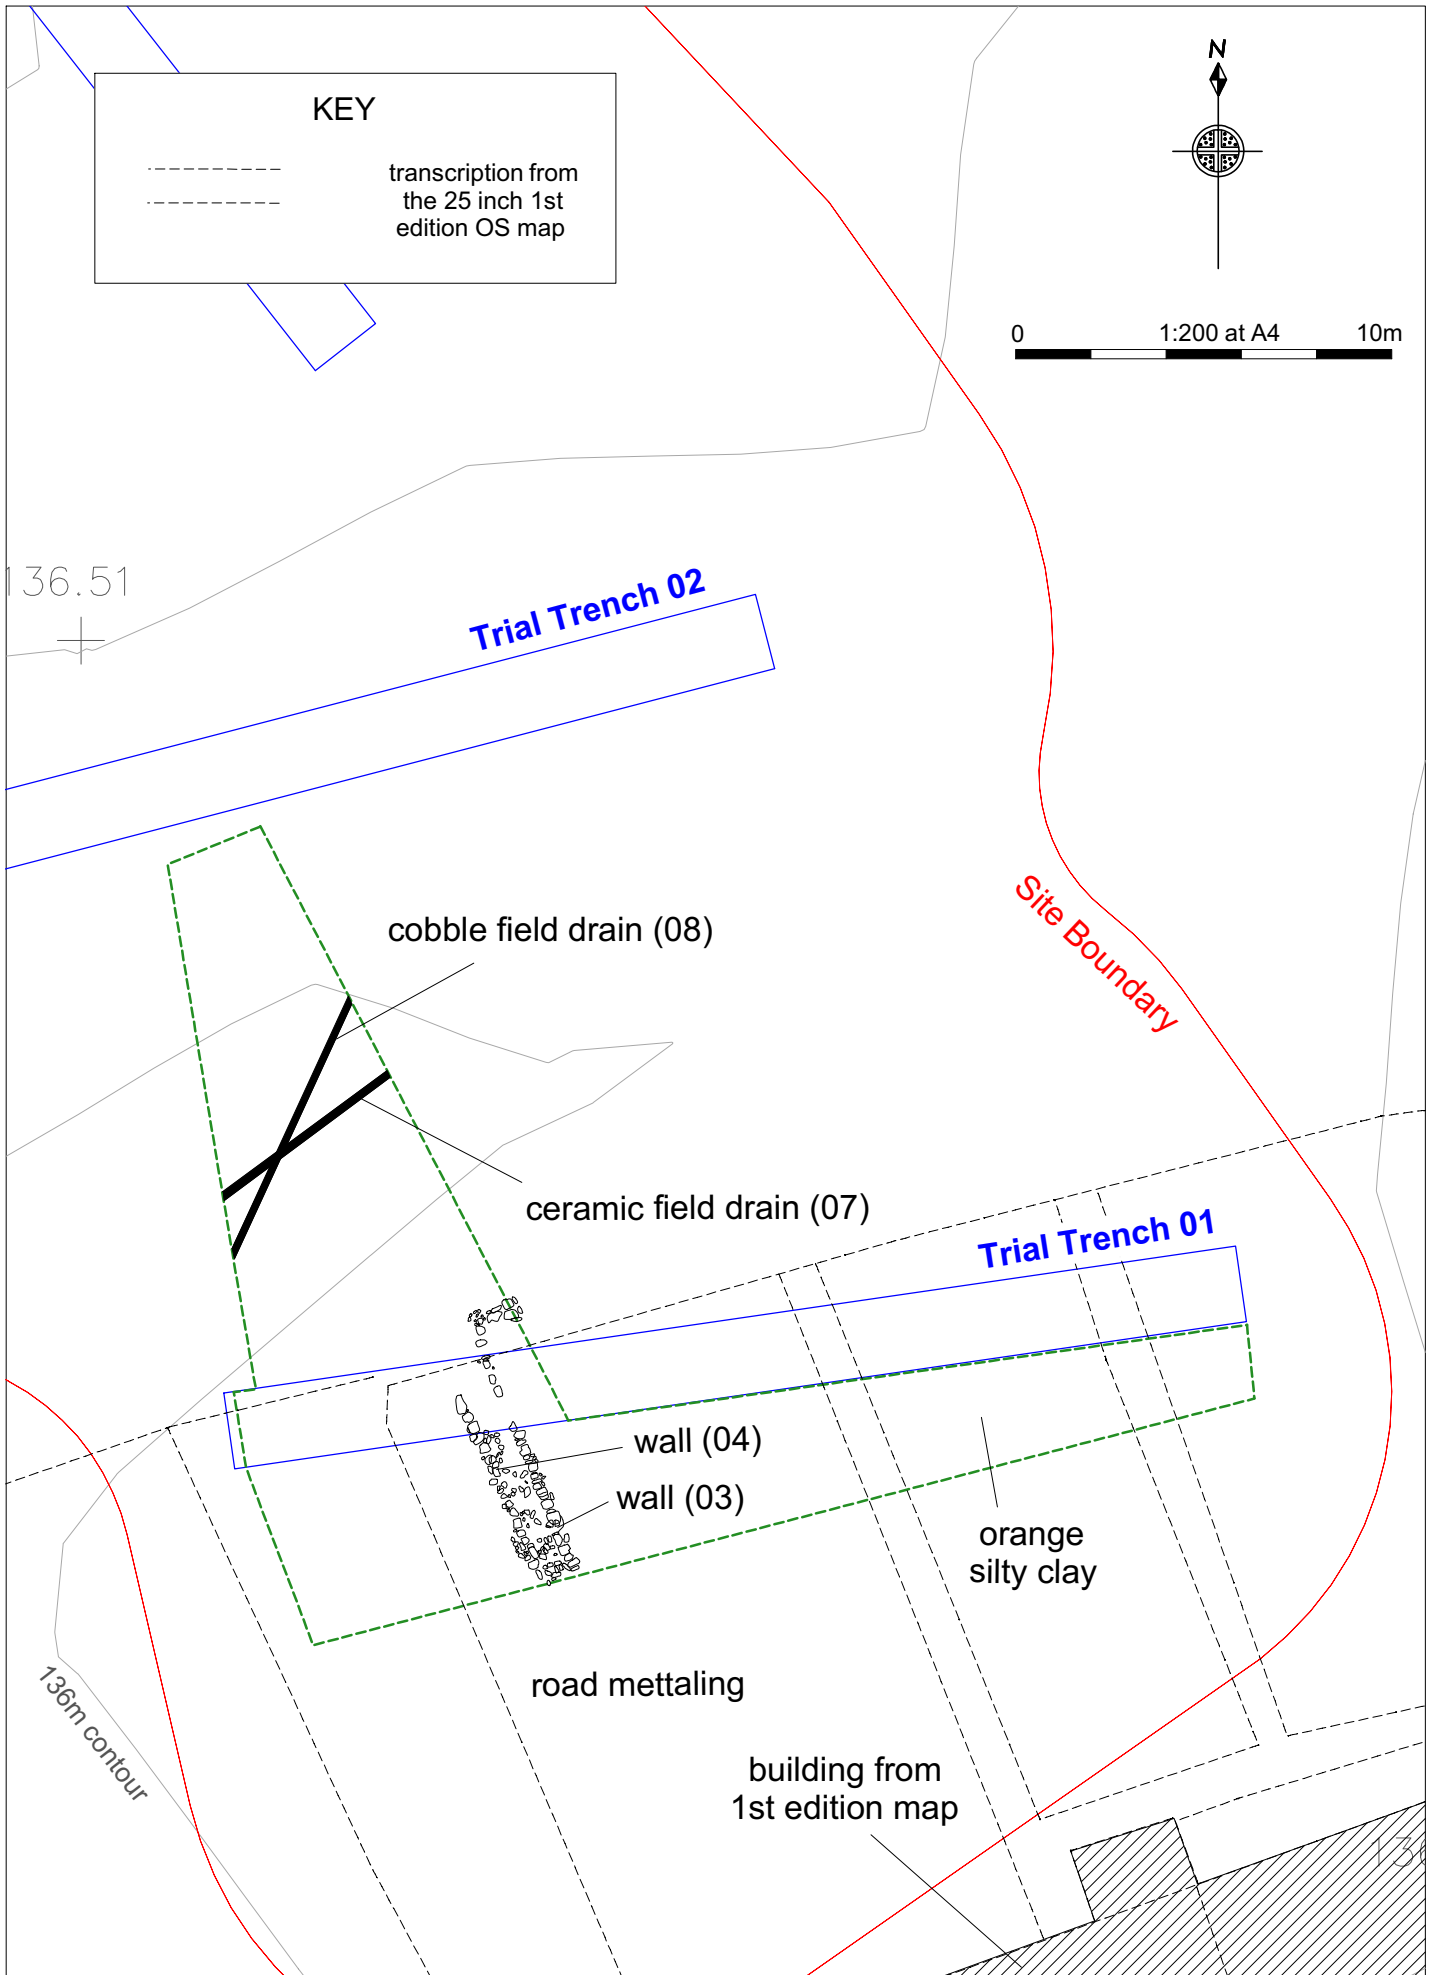 N
KEY
transcription from
the 25 inch 1st
edition OS map
0 1:200 at A4 10m
136.51
Trial Trench 02
cobble field drain (08)
Site Boundary
ceramic field drain (07)
Trial Trench 01
wall (04)
wall (03)
orange
silty clay
136m contour
road mettaling
building from
1st edition map
136